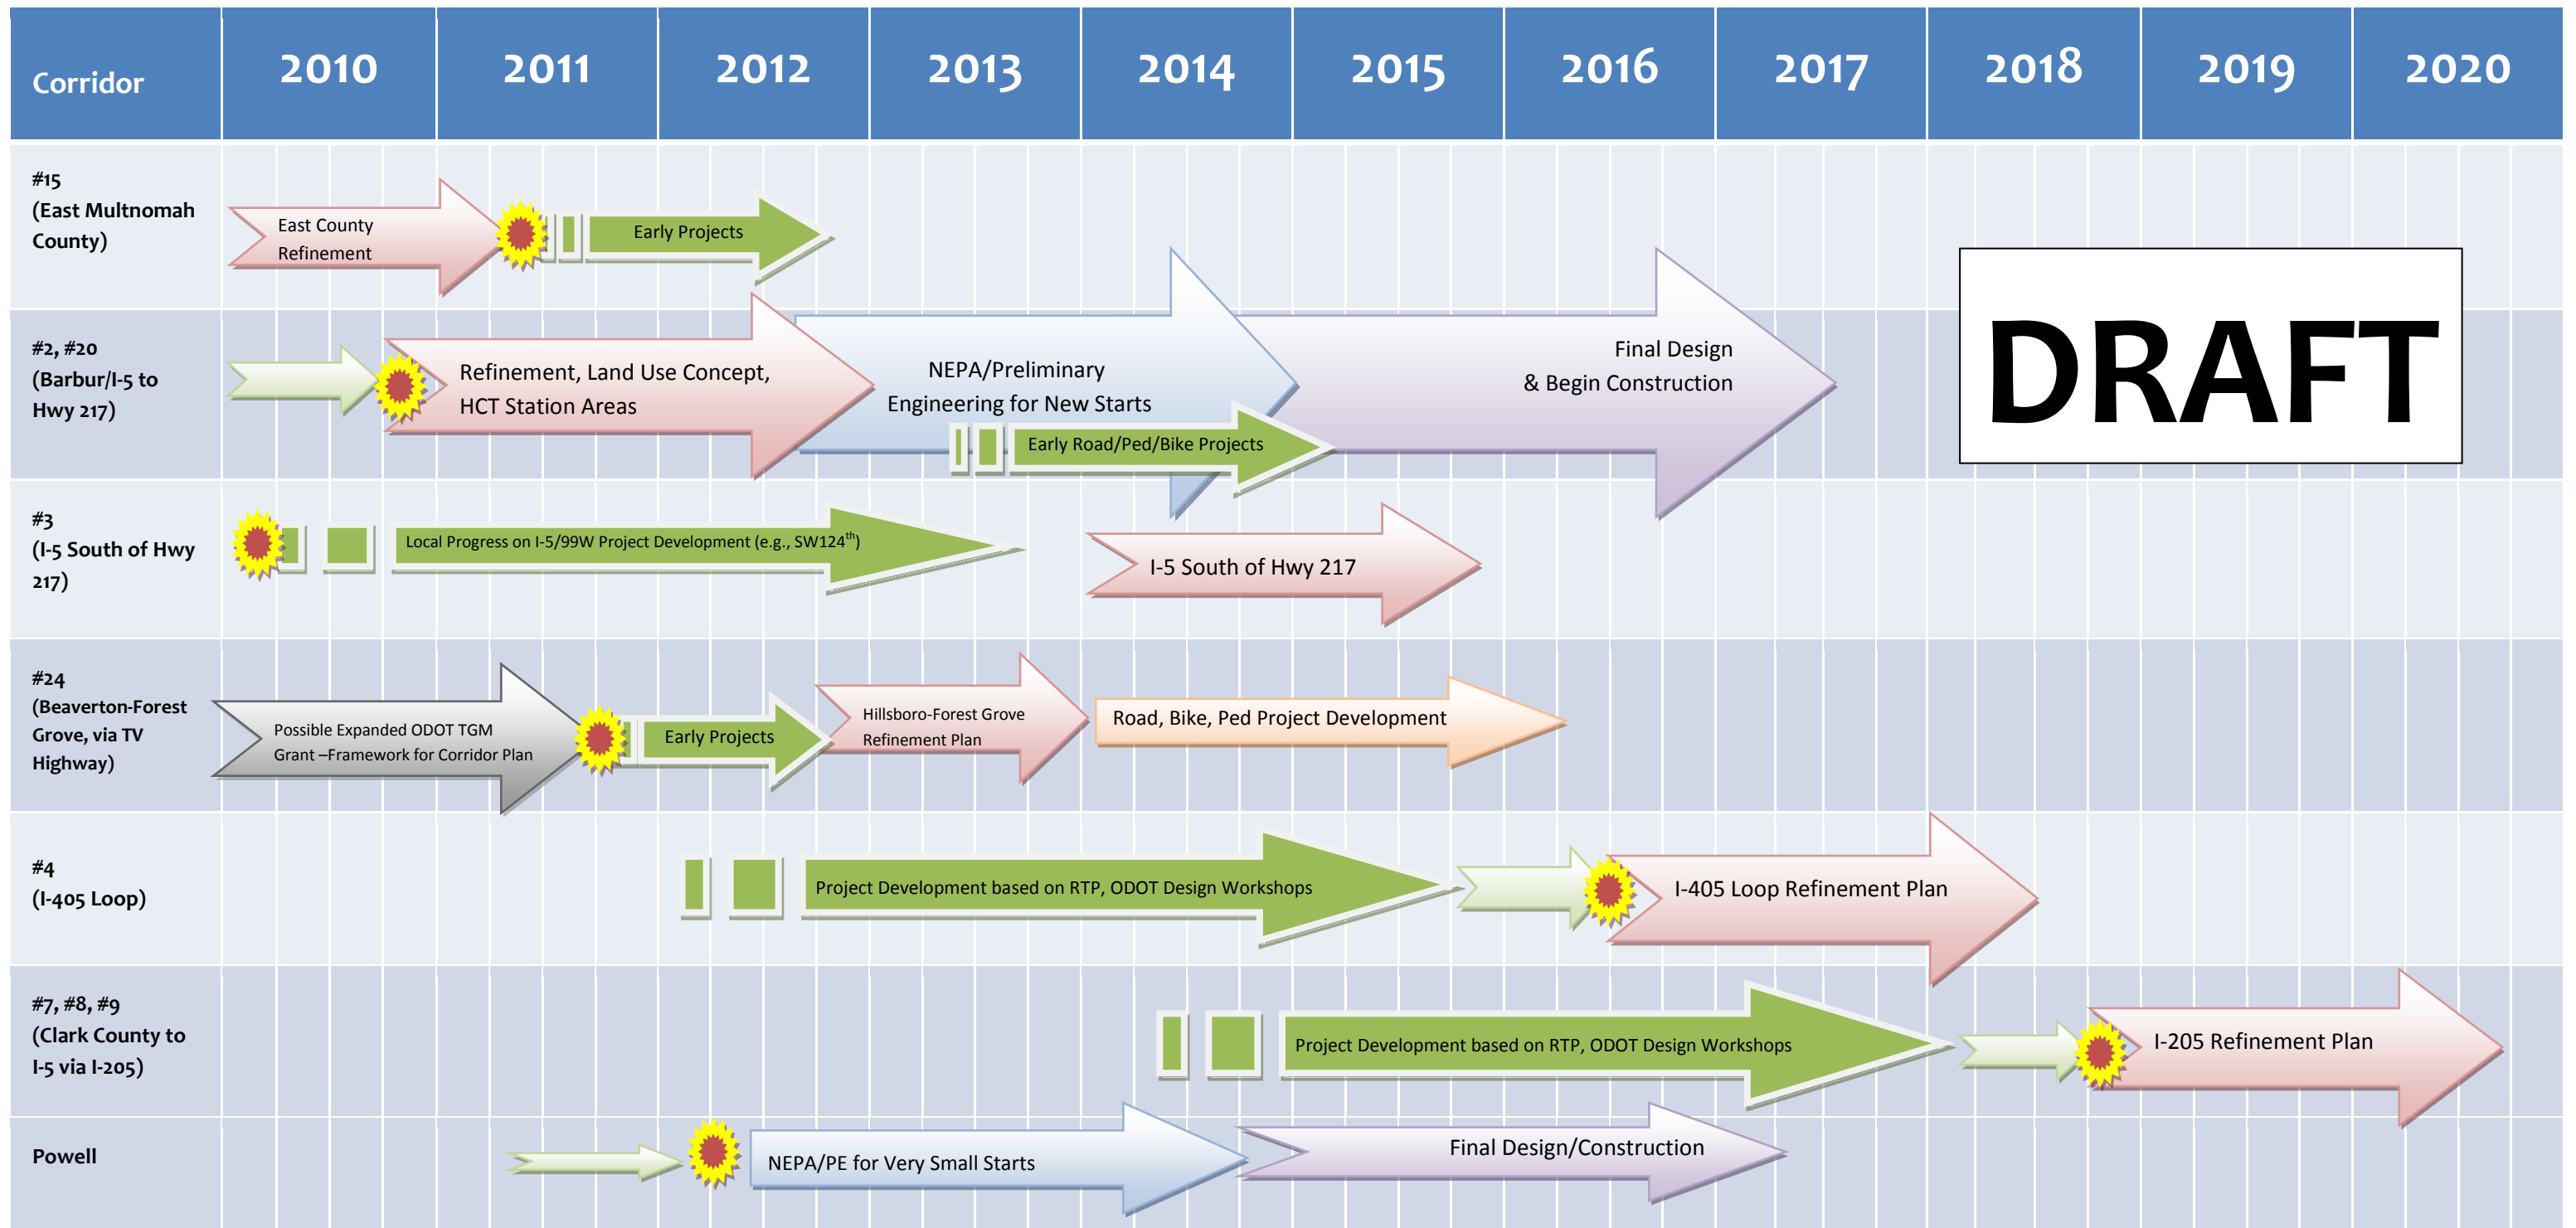 Corridor
2010
2011
2012
2013
2014
2015
2016
2017
2018
2019
2020
#15
(East Multnomah
County)
East County
Refinement
Early Projects
DRAFT
#2, #20
(Barbur/I-5 to
Hwy 217)
Refinement, Land Use Concept,
HCT Station Areas
NEPA/Preliminary
Engineering for New Starts
Early Road/Ped/Bike Projects
Final Design
& Begin Construction
#3
(I-5 South of Hwy
217)
Local Progress on I-5/99W Project Development (e.g., SW124th)
I-5 South of Hwy 217
#24
(Beaverton-Forest
Grove, via TV
Highway)
Possible Expanded ODOT TGM
Grant –Framework for Corridor Plan
Early Projects
Hillsboro-Forest Grove
Refinement Plan
Road, Bike, Ped Project Development
#4
(I-405 Loop)
Project Development based on RTP, ODOT Design Workshops
I-405 Loop Refinement Plan
#7, #8, #9
(Clark County to
I-5 via I-205)
Project Development based on RTP, ODOT Design Workshops
I-205 Refinement Plan
Powell
NEPA/PE for Very Small Starts
Final Design/Construction